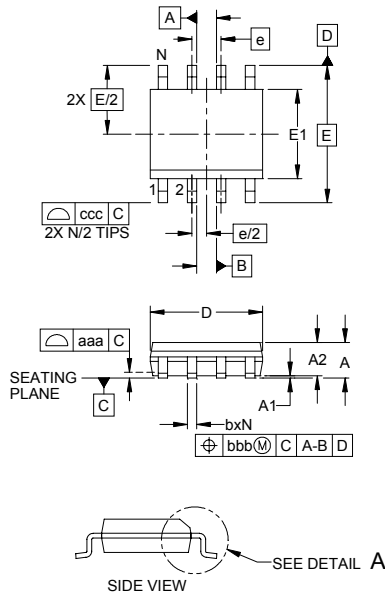 A
e
D
N
2X E/2
E1
E
1 2
⌓ ccc C
2X N/2 TIPS
e/2
B
D
⌓ aaa C
A2 A
SEATING
PLANE
C
A1
bxN
⌖ bbb Ⓜ C A-B D
SEE DETAIL A
SIDE VIEW